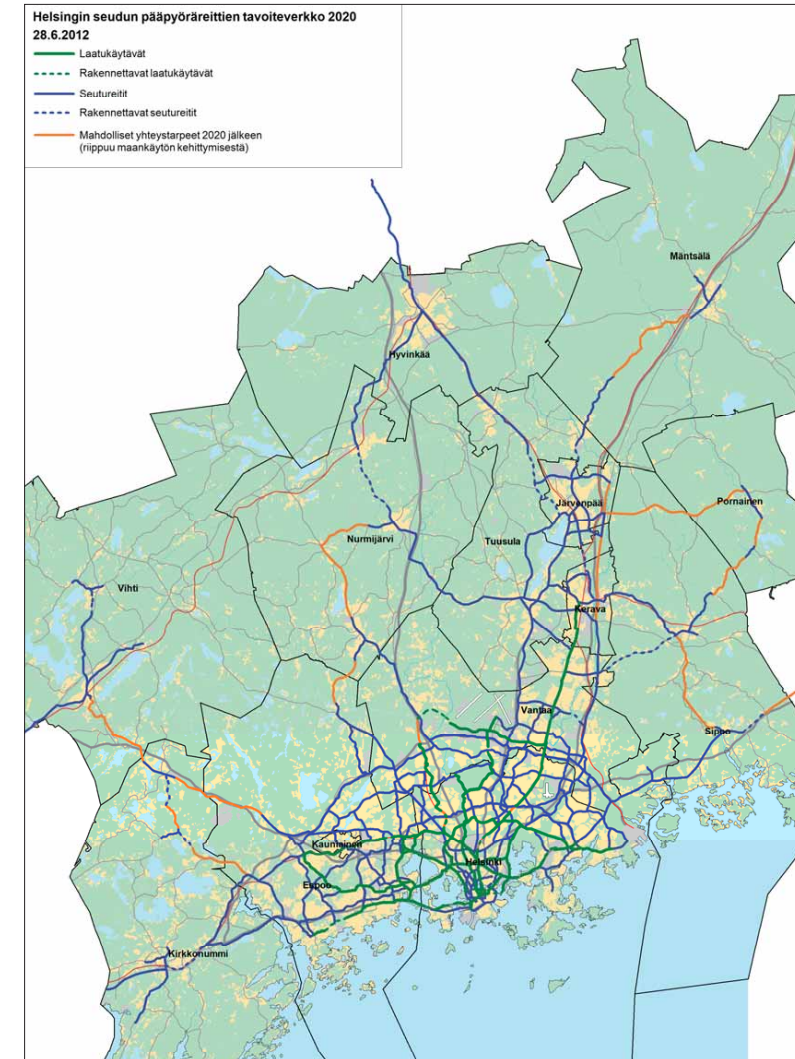 Helsingin seudun pääpyöräreittien tavoiteverkko 2020
28.6.2012
Laatukäytävät
Rakennettavat laatukäytävät
Seutureitit
Rakennettavat seutureitit
Mahdolliset yhteystarpeet 2020 jälkeen
(riippuu maankäytön kehittymisestä)
Mäntsälä
Hyvinkää
Järvenpää
Pornainen
Nurmijärvi
Tuusula
Vihti
Kerava
Vantaa
Sipoo
Kauniainen
Helsinki
Espoo
Kirkkonummi